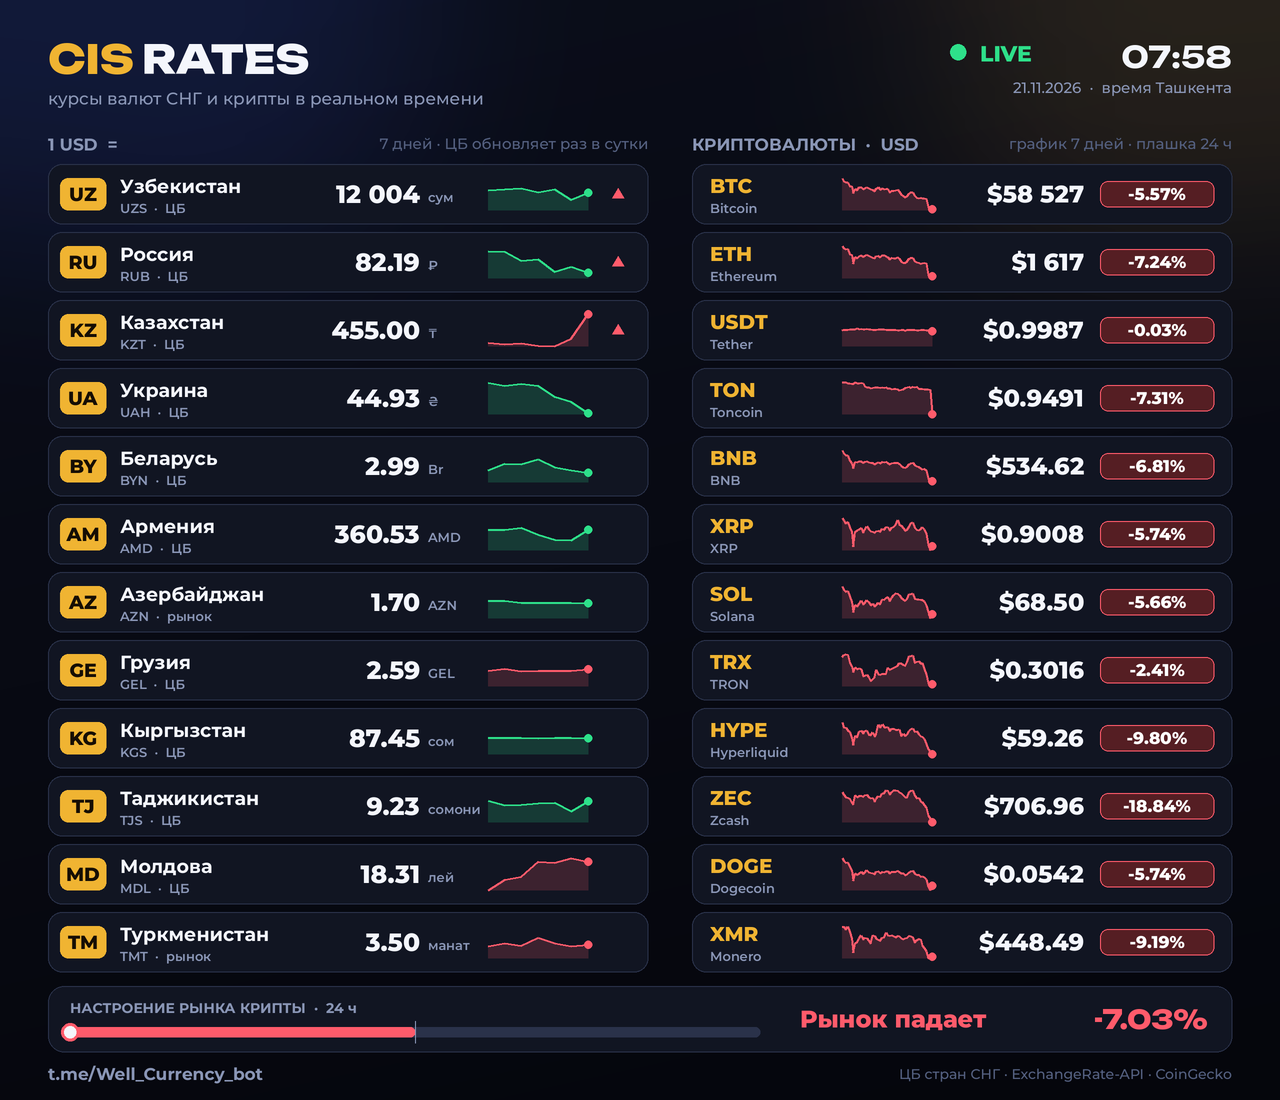 CIS RATES
курсы валют СНГ и крипты в реальном времени
LIVE
07:58
21.11.2026 · время Ташкента
1 USD =
7 дней · ЦБ обновляет раз в сутки
UZ Узбекистан 12 004 сум
UZS · ЦБ
RU Россия 82.19 ₽
RUB · ЦБ
KZ Казахстан 455.00 ₸
KZT · ЦБ
UA Украина 44.93 ₴
UAH · ЦБ
BY Беларусь 2.99 Br
BYN · ЦБ
AM Армения 360.53 AMD
AMD · ЦБ
AZ Азербайджан 1.70 AZN
AZN · рынок
GE Грузия 2.59 GEL
GEL · ЦБ
KG Кыргызстан 87.45 сом
KGS · ЦБ
TJ Таджикистан 9.23 сомони
TJS · ЦБ
MD Молдова 18.31 лей
MDL · ЦБ
TM Туркменистан 3.50 манат
TMT · рынок
КРИПТОВАЛЮТЫ · USD
график 7 дней · плашка 24 ч
BTC $58 527 -5.57%
Bitcoin
ETH $1 617 -7.24%
Ethereum
USDT $0.9987 -0.03%
Tether
TON $0.9491 -7.31%
Toncoin
BNB $534.62 -6.81%
BNB
XRP $0.9008 -5.74%
XRP
SOL $68.50 -5.66%
Solana
TRX $0.3016 -2.41%
TRON
HYPE $59.26 -9.80%
Hyperliquid
ZEC $706.96 -18.84%
Zcash
DOGE $0.0542 -5.74%
Dogecoin
XMR $448.49 -9.19%
Monero
НАСТРОЕНИЕ РЫНКА КРИПТЫ · 24 ч
Рынок падает
-7.03%
t.me/Well_Currency_bot
ЦБ стран СНГ · ExchangeRate-API · CoinGecko